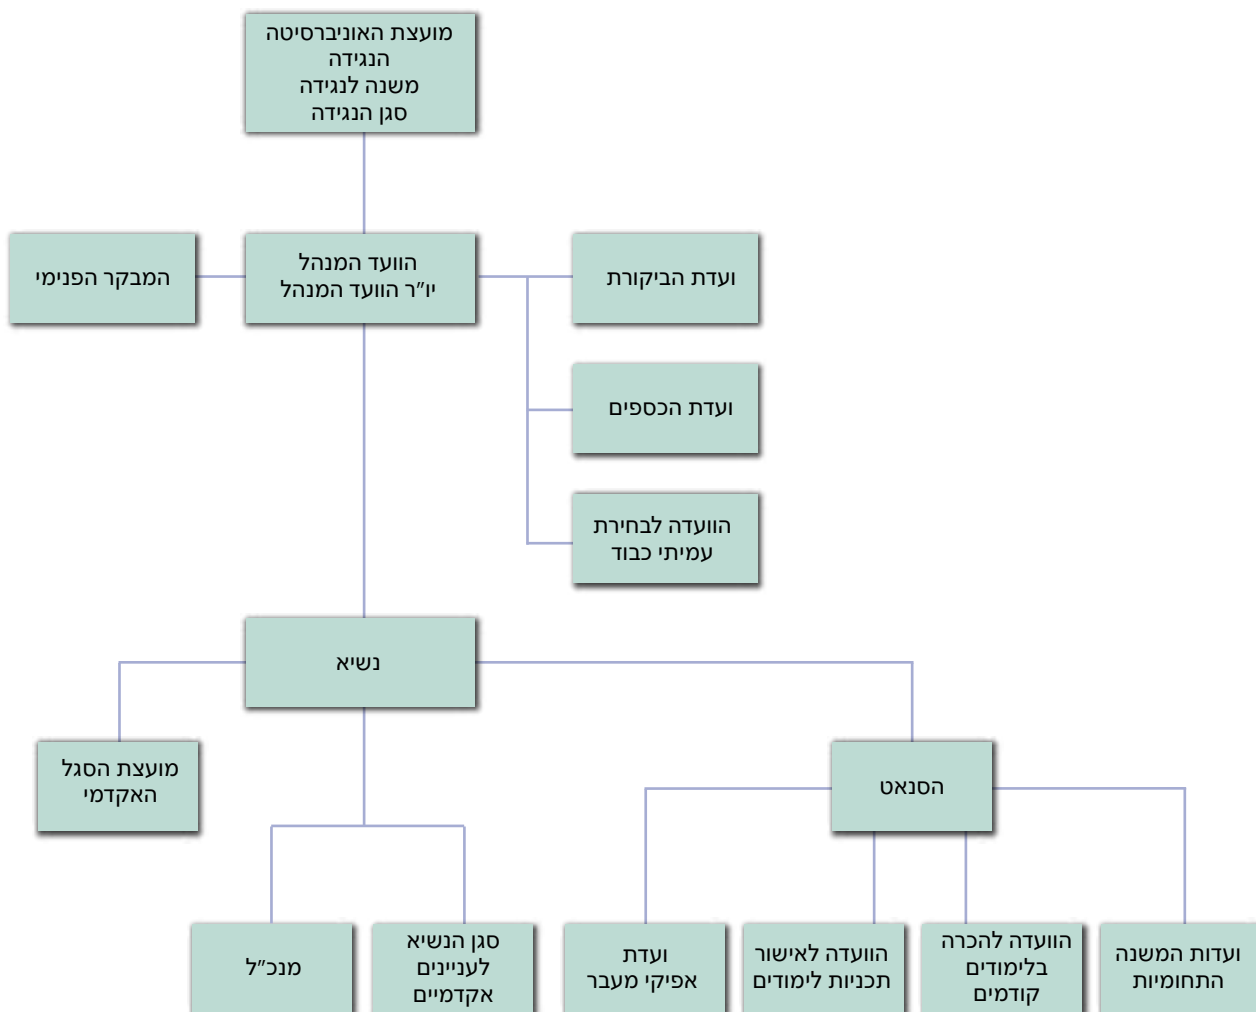 מועצת האוניברסיטה
הנגידה
משנה לנגידה
סגן הנגידה
ועדת הביקורת
הוועד המנהל
יו״ר הוועד המנהל
המבקר הפנימי
ועדת הכספים
הוועדה לבחירת
עמיתי כבוד
נשיא
הסנאט
מועצת הסגל
האקדמי
ועדות המשנה
התחומיות
הוועדה להכרה
בלימודים
קודמים
הוועדה לאישור
תכניות לימודים
ועדת
אפיקי מעבר
סגן הנשיא
לעניינים
אקדמיים
מנכ״ל